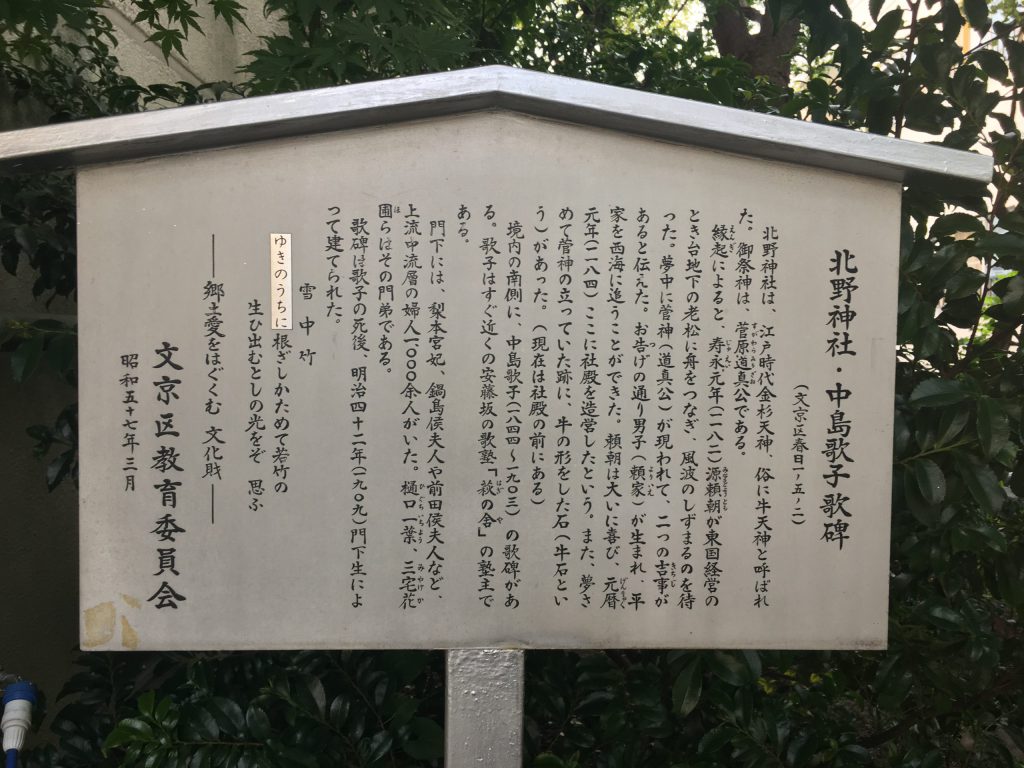 北野神社・中島歌子歌碑
（文京区春日一ノ五ノ二）
北野神社は、江戸時代金杉天神、俗に牛天神と呼ばれ
た。御祭神は、菅原道真公である。
縁起によると、寿永元年（一一八二）源頼朝が東国経営の
とき台地下の老松に舟をつなぎ、風波のしずまるのを待
った。夢中に菅神（道真公）が現われて、二つの吉事が
あると伝えた。お告げの通り男子（頼家）が生まれ、平
家を西海に追うことができた。頼朝は大いに喜び、元暦
元年（一一八四）ここに社殿を造営したという。また、夢さ
めて菅神の立っていた跡に、牛の形をした石（牛石とい
う）があった。（現在は社殿の前にある）
境内の南側に、中島歌子（一八四四〜一九〇三）の歌碑があ
る。歌子はすぐ近くの安藤坂の歌塾「萩の舎」の塾主で
ある。
門下には、梨本宮妃、鍋島侯夫人や前田侯夫人など、
上流中流層の婦人一〇〇〇余人がいた。樋口一葉、三宅花
圃らはその門弟である。
歌碑は歌子の死後、明治四十二年（一九〇九）門下生によ
って建てられた。
雪中竹
ゆきのうちに根ざしかためて若竹の
生ひ出むとしの光をぞ思ふ
――郷土愛をはぐくむ 文化財――
文京区教育委員会
昭和五十七年三月